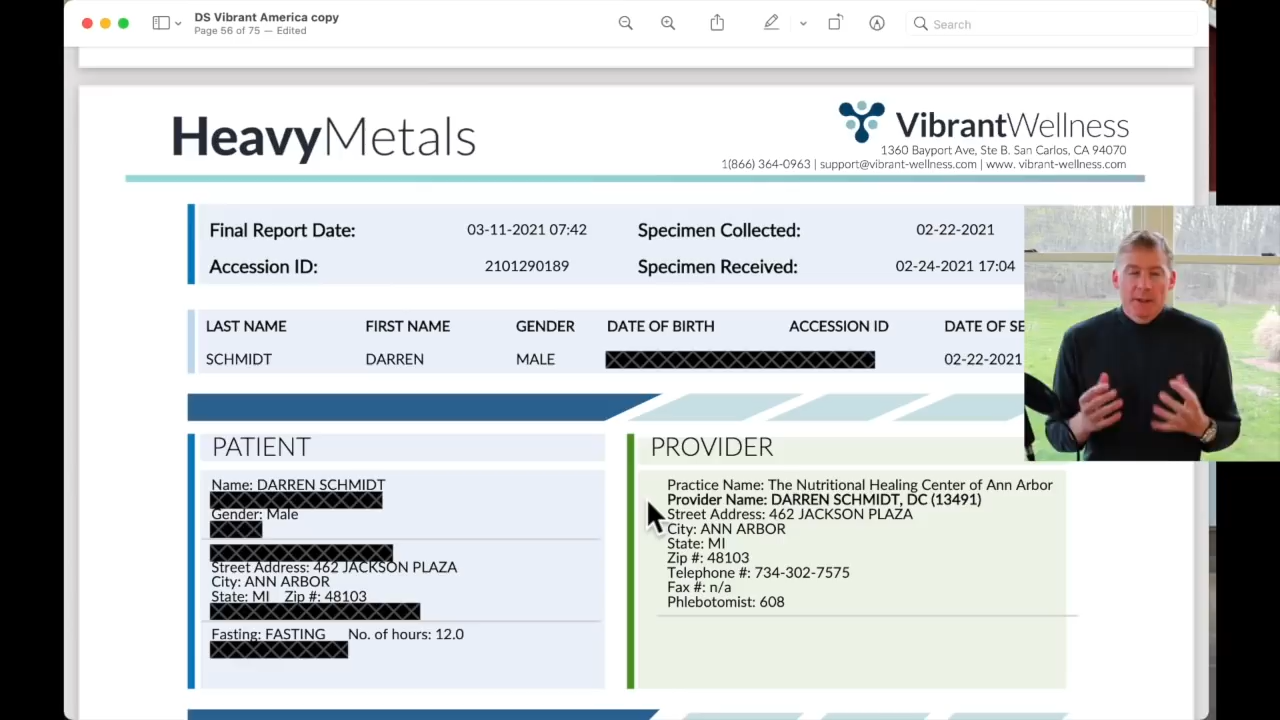 DS Vibrant America copy
Page 56 of 75 — Edited
Search
HeavyMetals
VibrantWellness
1360 Bayport Ave, Ste B. San Carlos, CA 94070
1(866) 364-0963 | support@vibrant-wellness.com | www. vibrant-wellness.com
Final Report Date: 03-11-2021 07:42 Specimen Collected: 02-22-2021
Accession ID: 2101290189 Specimen Received: 02-24-2021 17:04
LAST NAME FIRST NAME GENDER DATE OF BIRTH ACCESSION ID DATE OF SE
SCHMIDT DARREN MALE 02-22-2021
PATIENT
Name: DARREN SCHMIDT
Gender: Male
Street Address: 462 JACKSON PLAZA
City: ANN ARBOR
State: MI Zip #: 48103
Fasting: FASTING No. of hours: 12.0
PROVIDER
Practice Name: The Nutritional Healing Center of Ann Arbor
Provider Name: DARREN SCHMIDT, DC (13491)
Street Address: 462 JACKSON PLAZA
City: ANN ARBOR
State: MI
Zip #: 48103
Telephone #: 734-302-7575
Fax #: n/a
Phlebotomist: 608